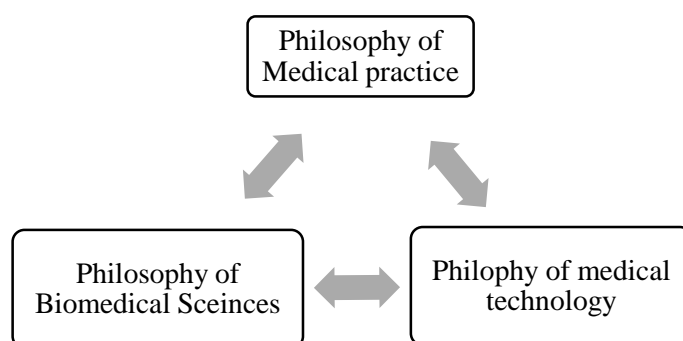 Philosophy of
Medical practice
Philosophy of
Biomedical Sceinces
Philophy of medical
technology